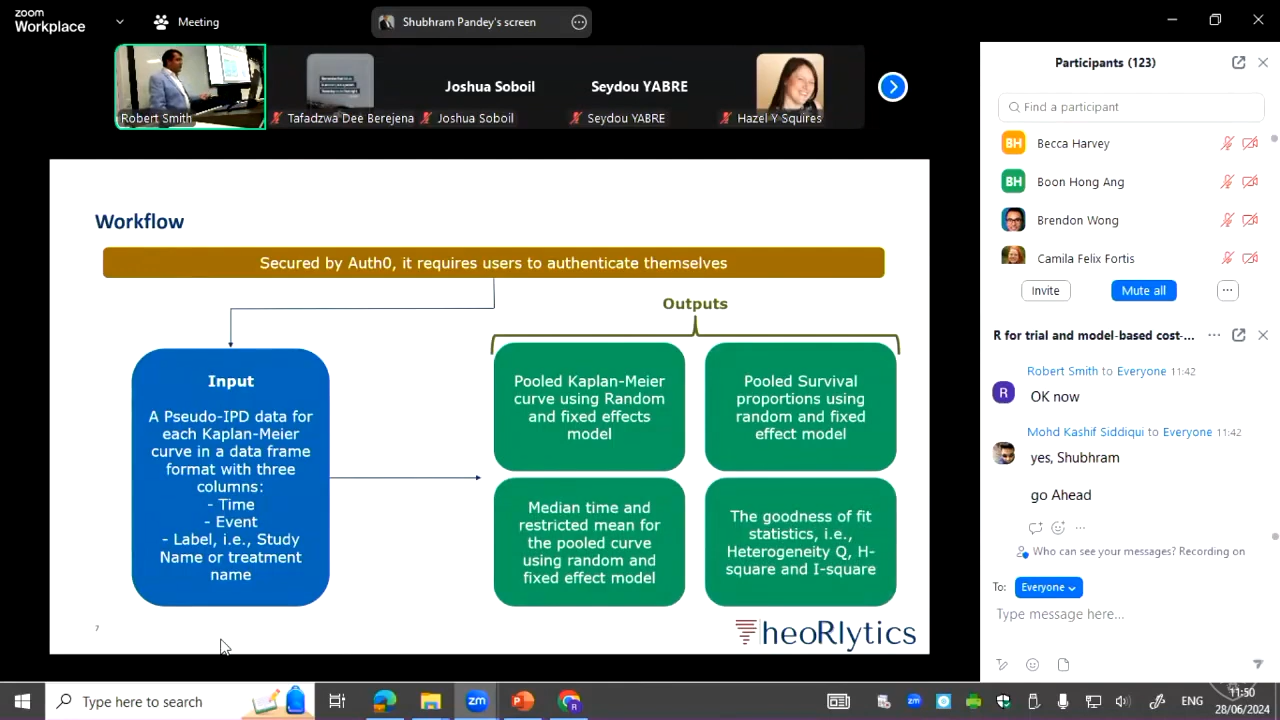 zoom
Workplace
Meeting
Shubhram Pandey's screen
Robert Smith
Tafadzwa Dee Berejena
Joshua Soboil
Joshua Soboil
Seydou YABRE
Seydou YABRE
Hazel Y Squires
Workflow
Secured by Auth0, it requires users to authenticate themselves
Outputs
Input
A Pseudo-IPD data for
each Kaplan-Meier
curve in a data frame
format with three
columns:
- Time
- Event
- Label, i.e., Study
Name or treatment
name
Pooled Kaplan-Meier
curve using Random
and fixed effects
model
Pooled Survival
proportions using
random and fixed
effect model
Median time and
restricted mean for
the pooled curve
using random and
fixed effect model
The goodness of fit
statistics, i.e.,
Heterogeneity Q, H-
square and I-square
7
TheoRlytics
Participants (123)
Find a participant
BH Becca Harvey
BH Boon Hong Ang
Brendon Wong
Camila Felix Fortis
Invite
Mute all
R for trial and model-based cost-...
Robert Smith to Everyone 11:42
R
OK now
Mohd Kashif Siddiqui to Everyone 11:42
yes, Shubhram
go Ahead
Who can see your messages? Recording on
To: Everyone
Type message here...
Type here to search
zm
ENG
11:50
28/06/2024